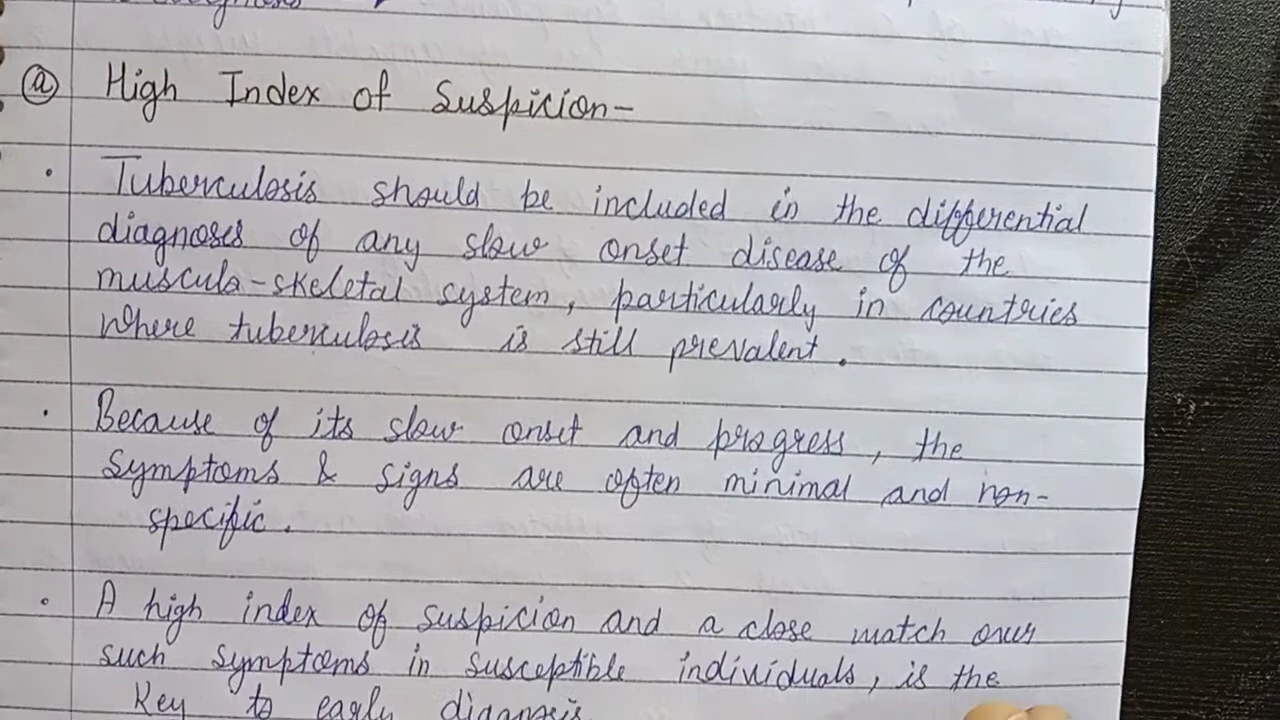 ⓐ High Index of Suspicion-
. Tuberculosis should be included in the differential
diagnoses of any slow onset disease of the
muscula-skeletal system, particularly in countries
where tuberculosis is still prevalent.
. Because of its slow onset and progress, the
symptoms & signs are often minimal and non-
specific.
. A high index of suspicion and a close watch over
such symptoms in susceptible individuals, is the
Key to early diagnosis